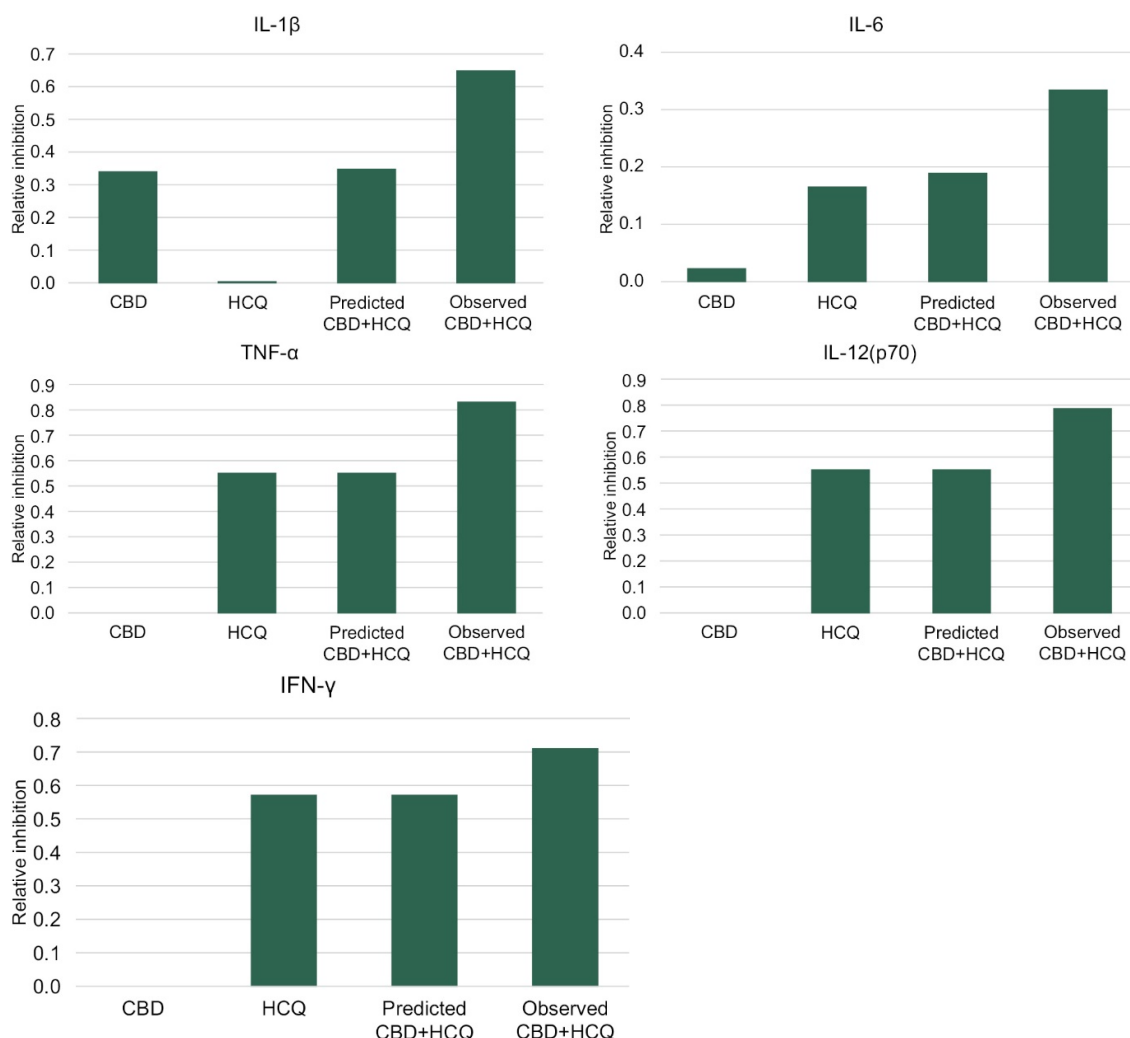 IL-1β
Relative inhibition
0.7
0.6
0.5
0.4
0.3
0.2
0.1
0.0
CBD
HCQ
Predicted
CBD+HCQ
Observed
CBD+HCQ
IL-6
Relative inhibition
0.4
0.3
0.2
0.1
0.0
CBD
HCQ
Predicted
CBD+HCQ
Observed
CBD+HCQ
TNF-α
Relative inhibition
0.9
0.8
0.7
0.6
0.5
0.4
0.3
0.2
0.1
0.0
CBD
HCQ
Predicted
CBD+HCQ
Observed
CBD+HCQ
IL-12(p70)
Relative inhibition
0.9
0.8
0.7
0.6
0.5
0.4
0.3
0.2
0.1
0.0
CBD
HCQ
Predicted
CBD+HCQ
Observed
CBD+HCQ
IFN-γ
Relative inhibition
0.8
0.7
0.6
0.5
0.4
0.3
0.2
0.1
0.0
CBD
HCQ
Predicted
CBD+HCQ
Observed
CBD+HCQ